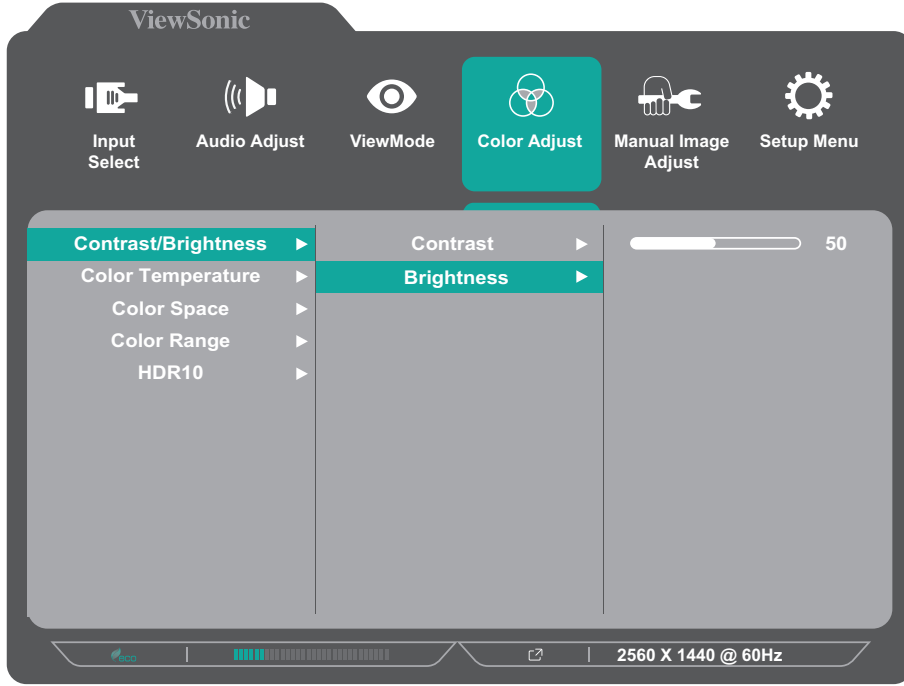 ViewSonic
Input
Select
Audio Adjust
ViewMode
Color Adjust
Manual Image
Adjust
Setup Menu
Contrast/Brightness
Contrast
50
Color Temperature
Brightness
Color Space
Color Range
HDR10
eco
2560 X 1440 @ 60Hz